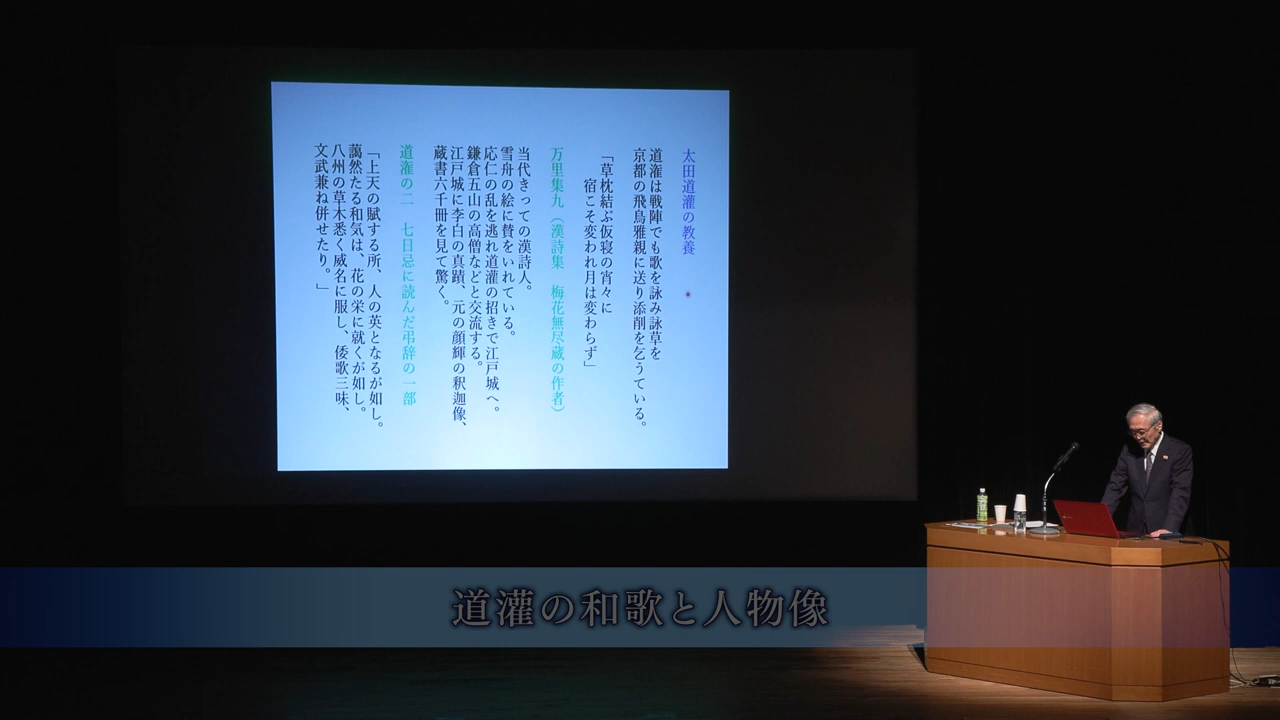 太田道灌の教養
道灌は戦陣でも歌を詠み詠草を
京都の飛鳥雅親に送り添削を乞うている。
「草枕結ぶ仮寝の宵々に
宿こそ変われ月は変わらず」
万里集九（漢詩集　梅花無尽蔵の作者）
当代きっての漢詩人。
雪舟の絵に賛をいれている。
応仁の乱を逃れ道灌の招きで江戸城へ。
鎌倉五山の高僧などと交流する。
江戸城に李白の真蹟、元の顔輝の釈迦像、
蔵書六千冊を見て驚く。
道灌の二　七日忌に読んだ弔辞の一部
「上天の賦する所、人の英となるが如し。
藹然たる和気は、花の栄に就くが如し。
八州の草木悉く威名に服し、倭歌三昧、
文武兼ね併せたり。」
道灌の和歌と人物像